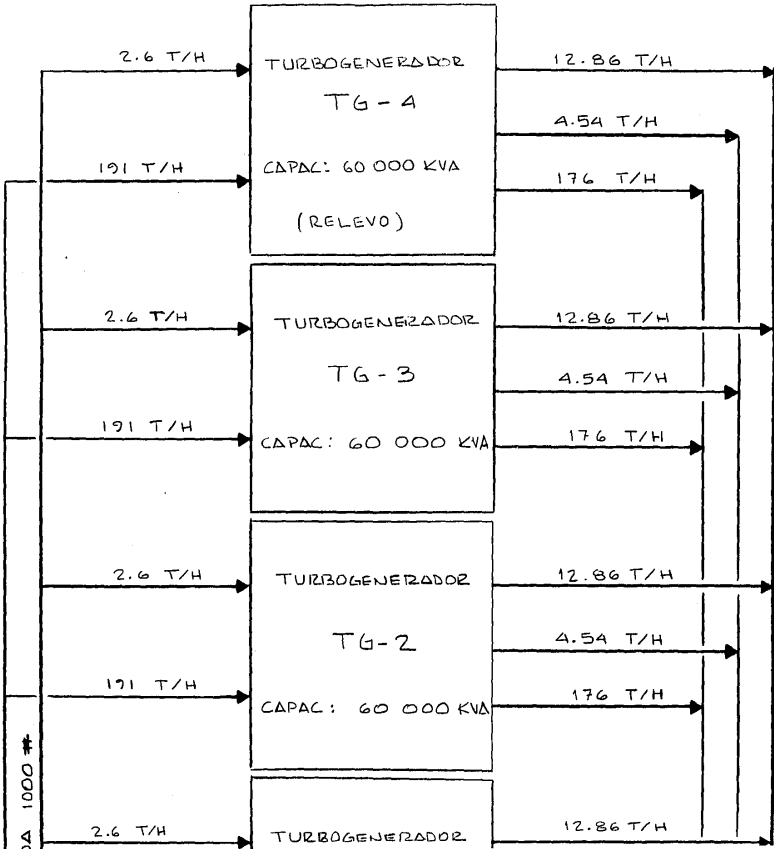 2.6 T/H
TURBOGENERADOR
12.86 T/H
TG-4
4.54 T/H
191 T/H
CAPAC: 60 000 KVA
176 T/H
(RELEVO)
2.6 T/H
TURBOGENERADOR
12.86 T/H
TG-3
4.54 T/H
191 T/H
CAPAC: 60 000 KVA
176 T/H
2.6 T/H
TURBOGENERADOR
12.86 T/H
TG-2
4.54 T/H
191 T/H
CAPAC: 60 000 KVA
176 T/H
1000 #
2.6 T/H
TURBOGENERADOR
12.86 T/H